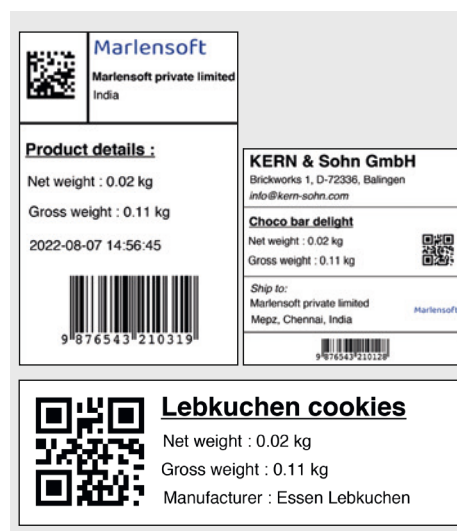 Marlensoft
Marlensoft private limited
India
Product details :
Net weight : 0.02 kg
Gross weight : 0.11 kg
2022-08-07 14:56:45
9 876543 210319
KERN & Sohn GmbH
Brickworks 1, D-72336, Balingen
info@kern-sohn.com
Choco bar delight
Net weight : 0.02 kg
Gross weight : 0.11 kg
Ship to:
Marlensoft private limited
Mepz, Chennai, India
Marlensoft
9 876543 210128
Lebkuchen cookies
Net weight : 0.02 kg
Gross weight : 0.11 kg
Manufacturer : Essen Lebkuchen